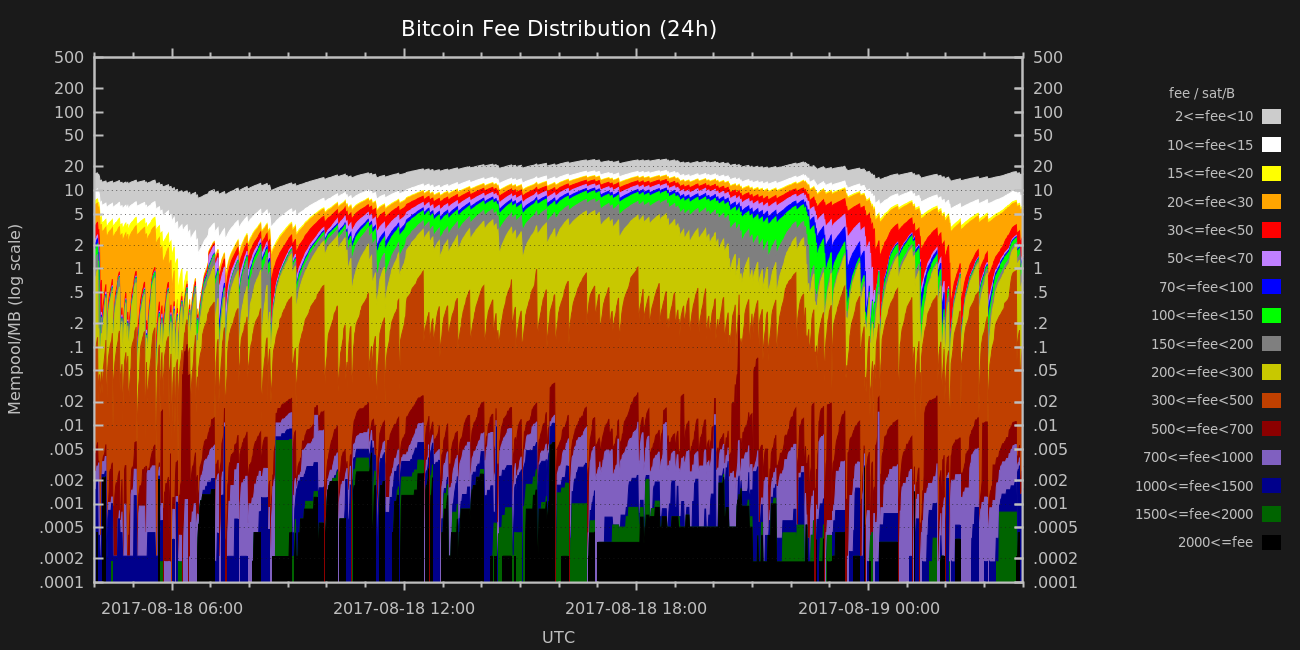 Bitcoin Fee Distribution (24h)
Mempool/MB (log scale)
500
200
100
50
20
10
5
2
1
.5
.2
.1
.05
.02
.01
.005
.002
.001
.0005
.0002
.0001
500
200
100
50
20
10
5
2
1
.5
.2
.1
.05
.02
.01
.005
.002
.001
.0005
.0002
.0001
2017-08-18 06:00
2017-08-18 12:00
2017-08-18 18:00
2017-08-19 00:00
UTC
fee / sat/B
2<=fee<10
10<=fee<15
15<=fee<20
20<=fee<30
30<=fee<50
50<=fee<70
70<=fee<100
100<=fee<150
150<=fee<200
200<=fee<300
300<=fee<500
500<=fee<700
700<=fee<1000
1000<=fee<1500
1500<=fee<2000
2000<=fee